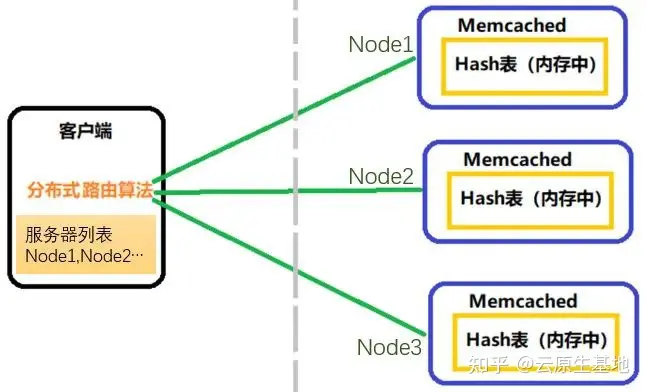 客户端
分布式 路由算法
服务器列表
Node1,Node2…
Node1
Memcached
Hash表（内存中）
Node2
Memcached
Hash表（内存中）
Node3
Memcached
Hash表（内存中）
知乎 @云原生基地